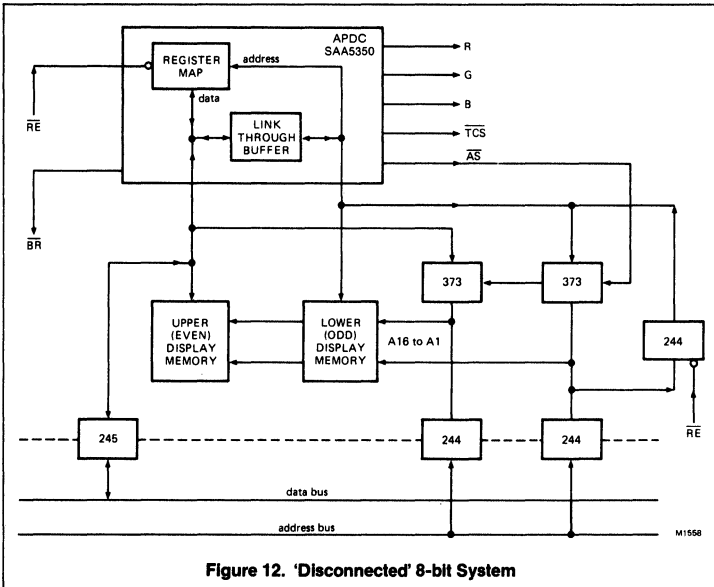 APDC
SAA5350
REGISTER
MAP
address
data
LINK
THROUGH
BUFFER
R
G
B
TCS
AS
RE
BR
373
373
UPPER
(EVEN)
DISPLAY
MEMORY
LOWER
(ODD)
DISPLAY
MEMORY
A16 to A1
244
RE
245
244
244
data bus
address bus
M1558
Figure 12. 'Disconnected' 8-bit System